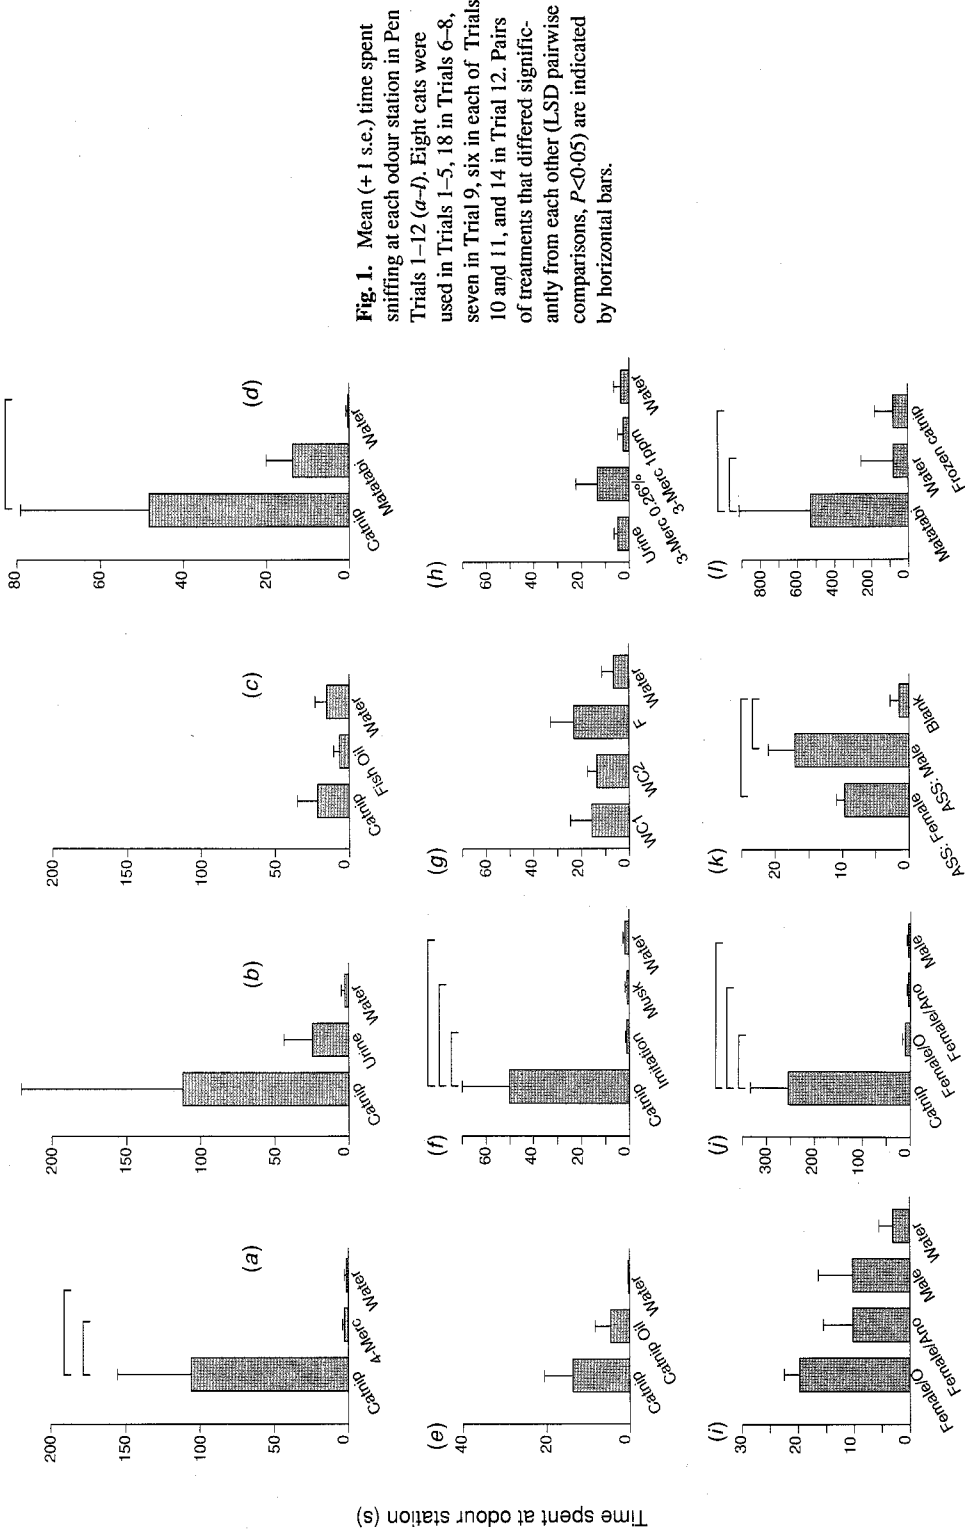 Time spent at odour station (s)
(a)
200
150
100
50
0
Catnip
4-Merc
Water
(b)
200
150
100
50
0
Catnip
Urine
Water
(c)
200
150
100
50
0
Catnip
Fish Oil
Water
(d)
80
60
40
20
0
Catnip
Matatabi
Water
(e)
40
20
0
Catnip
Catnip Oil
Water
(f)
60
40
20
0
Catnip
Imitation
Musk
Water
(g)
60
40
20
0
WC1
WC2
F
Water
(h)
60
40
20
0
Urine
3-Merc 0.26%
3-Merc 1ppm
Water
(i)
30
20
10
0
Female/O
Female/Ano
Male
Water
(j)
300
200
100
0
Catnip
Female/O
Female/Ano
Male
(k)
20
10
0
ASS: Female
ASS: Male
Blank
(l)
800
600
400
200
0
Matatabi
Water
Frozen catnip
Fig. 1. Mean (+ 1 s.e.) time spent
sniffing at each odour station in Pen
Trials 1–12 (a–l). Eight cats were
used in Trials 1–5, 18 in Trials 6–8,
seven in Trial 9, six in each of Trials
10 and 11, and 14 in Trial 12. Pairs
of treatments that differed signific-
antly from each other (LSD pairwise
comparisons, P<0·05) are indicated
by horizontal bars.